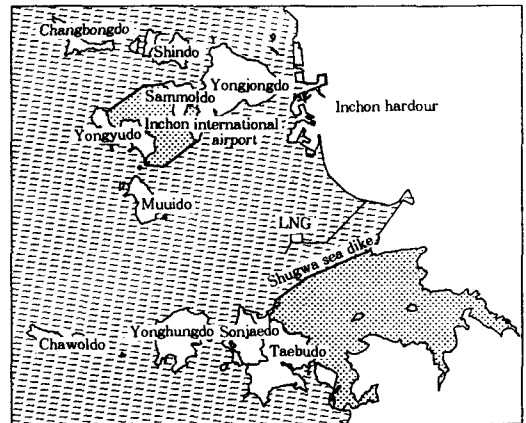 Changbongdo
Shindo
Yongjongdo
Sammoldo
Inchon hardour
Yongyudo
Inchon international
airport
Muuido
LNG
Shugwa sea dike
Yonghungdo
Sonjaedo
Chawoldo
Taebudo